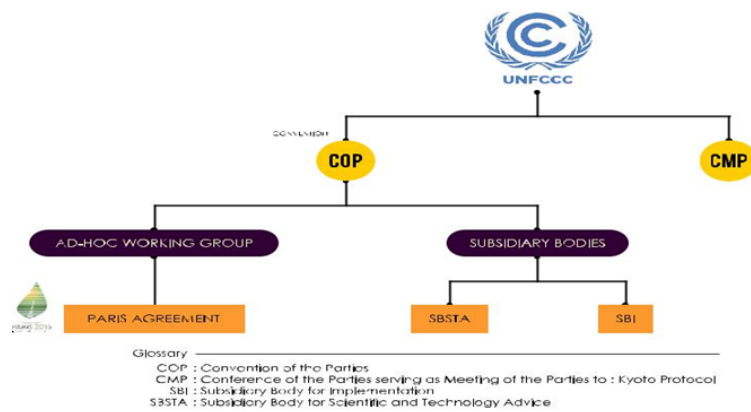 UNFCCC
CONVENTION
COP
CMP
AD-HOC WORKING GROUP
SUBSIDIARY BODIES
PARIS AGREEMENT
SBSTA
SBI
Glossary
COP : Convention of the Parties
CMP : Conference of the Parties serving as Meeting of the Parties to : Kyoto Protocol
SBI : Subsidiary Body for Implementation
SBSTA : Subsidiary Body for Scientific and Technology Advice